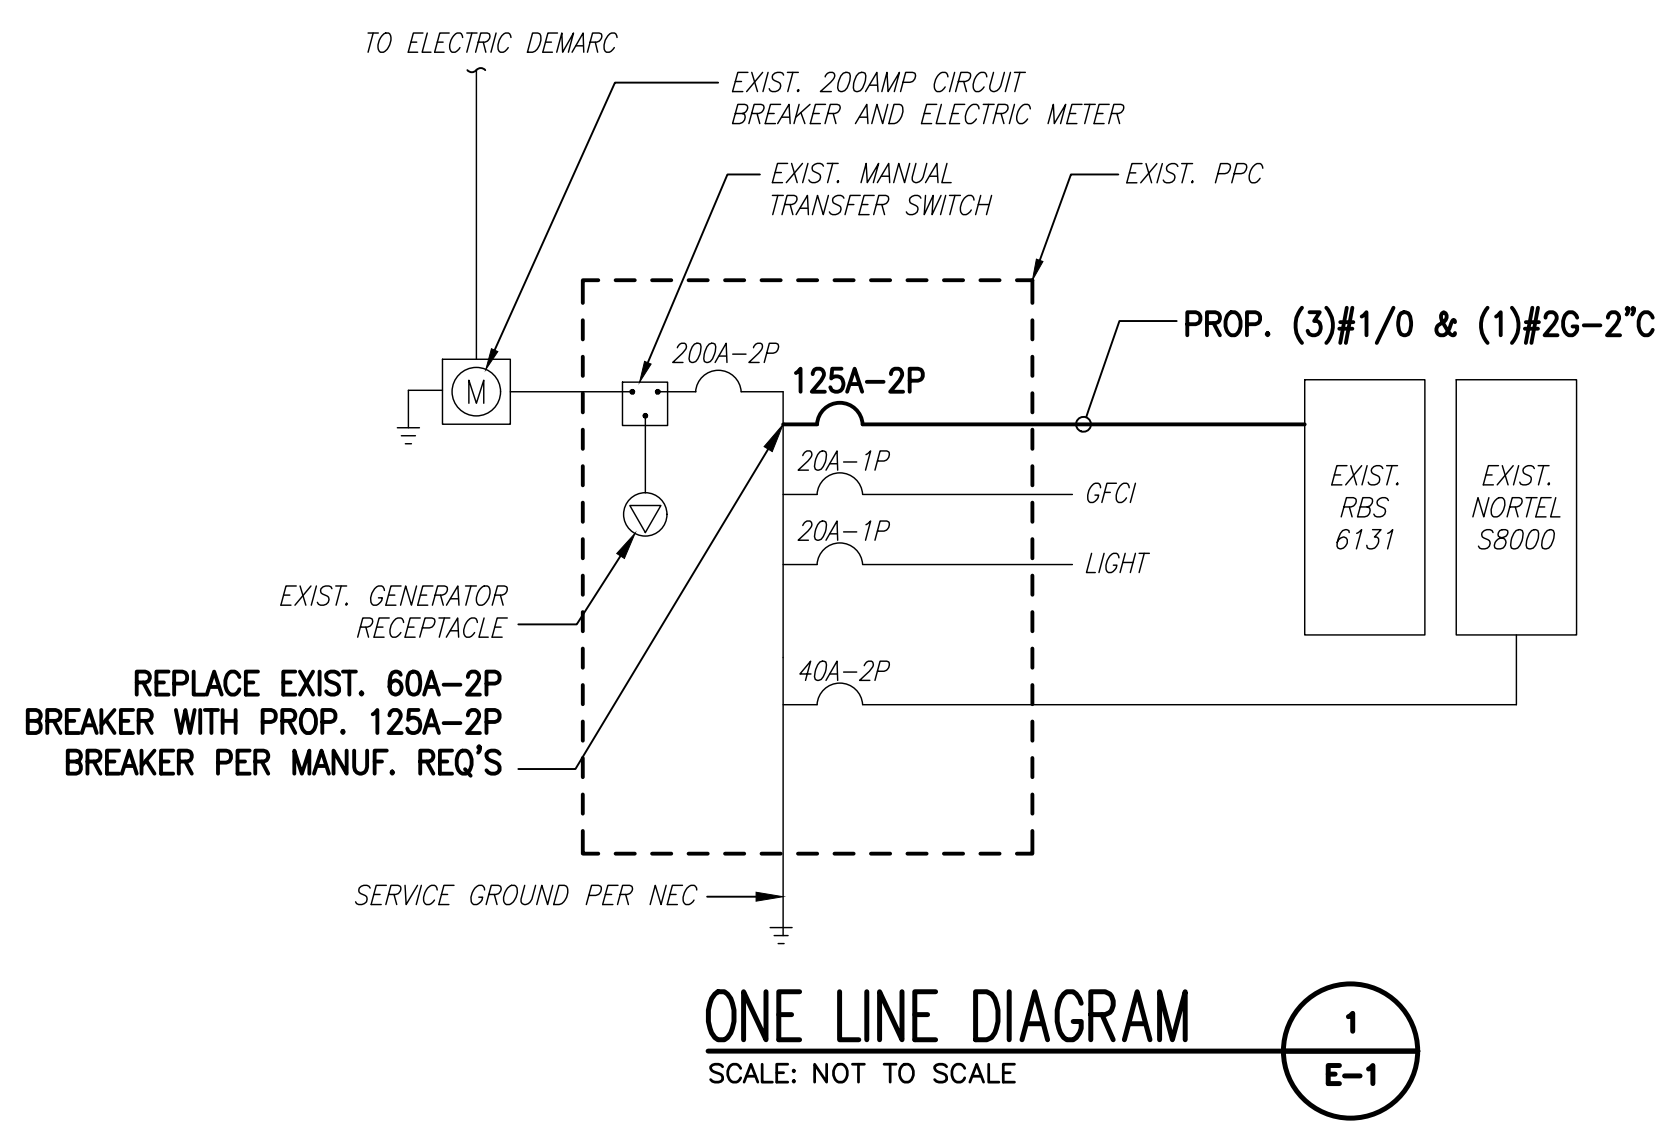 TO ELECTRIC DEMARC
EXIST. 200AMP CIRCUIT
BREAKER AND ELECTRIC METER
EXIST. MANUAL
TRANSFER SWITCH
EXIST. PPC
PROP. (3)#1/0 & (1)#2G-2"C
200A-2P
125A-2P
M
20A-1P
GFCI
20A-1P
LIGHT
EXIST.
RBS
6131
EXIST.
NORTEL
S8000
EXIST. GENERATOR
RECEPTACLE
REPLACE EXIST. 60A-2P
BREAKER WITH PROP. 125A-2P
BREAKER PER MANUF. REQ'S
40A-2P
SERVICE GROUND PER NEC
ONE LINE DIAGRAM
SCALE: NOT TO SCALE
1
E-1